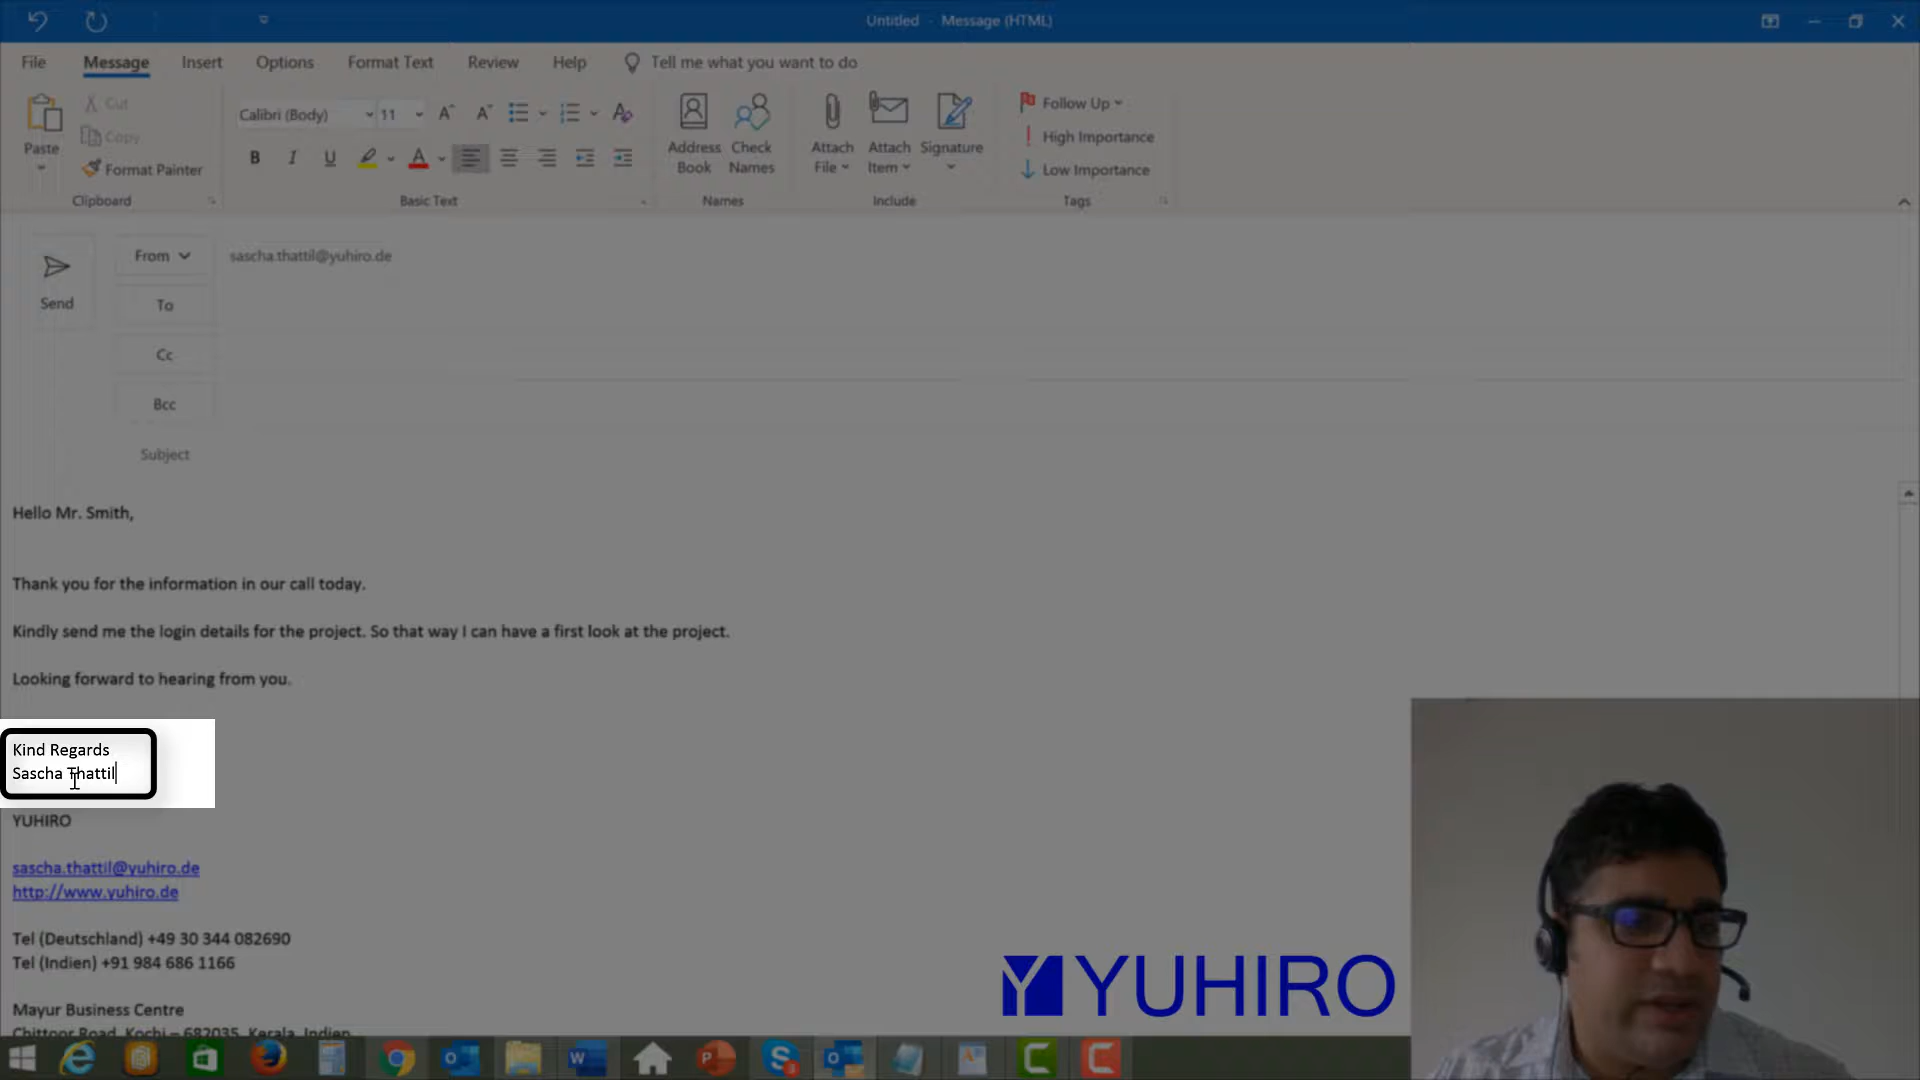 Untitled - Message (HTML)
File Message Insert Options Format Text Review Help Tell me what you want to do
Paste
Cut
Copy
Format Painter
Clipboard
Calibri (Body) 11
B I U
Basic Text
Address Book
Check Names
Names
Attach File
Attach Item
Signature
Include
Follow Up
High Importance
Low Importance
Tags
Send
From sascha.thattil@yuhiro.de
To
Cc
Bcc
Subject
Hello Mr. Smith,
Thank you for the information in our call today.
Kindly send me the login details for the project. So that way I can have a first look at the project.
Looking forward to hearing from you.
Kind Regards
Sascha Thattil
YUHIRO
sascha.thattil@yuhiro.de
http://www.yuhiro.de
Tel (Deutschland) +49 30 344 082690
Tel (Indien) +91 984 686 1166
Mayur Business Centre
Chittoor Road, Kochi – 682035, Kerala, Indien
YUHIRO